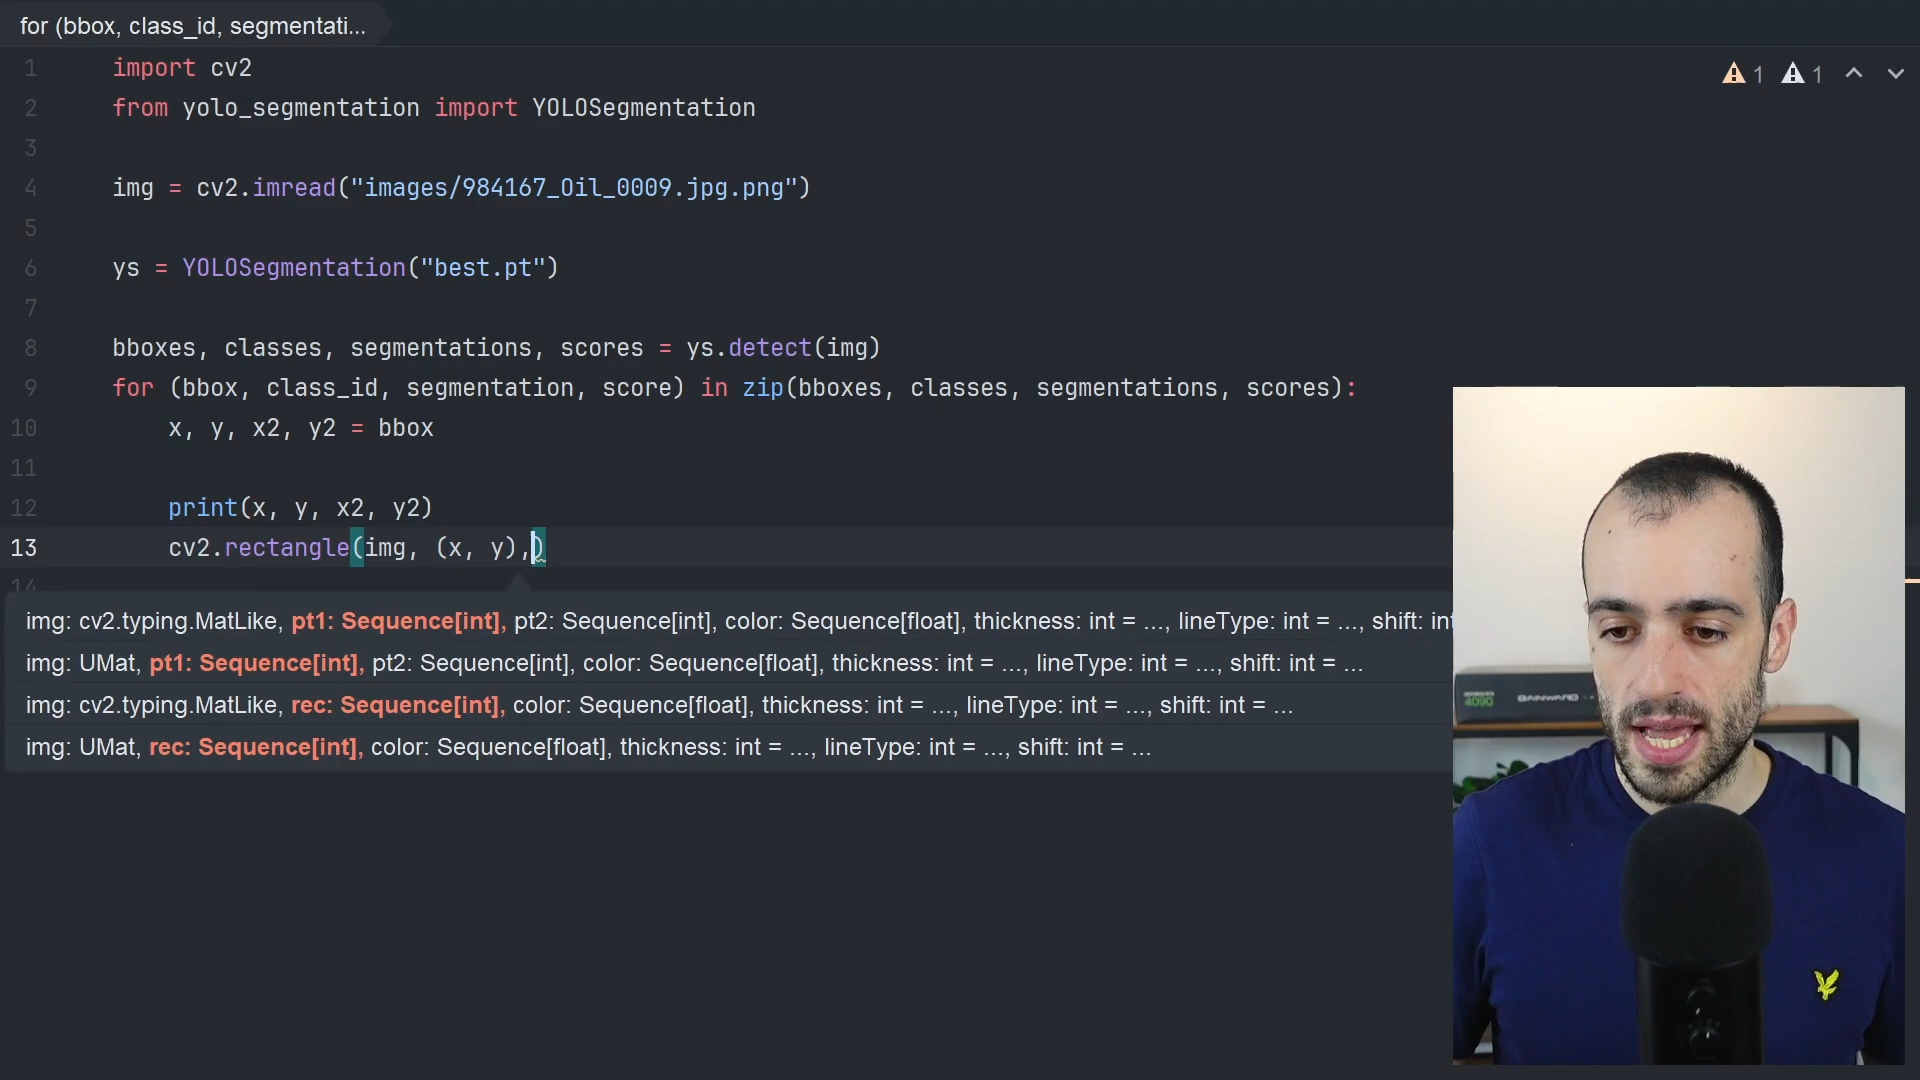 for (bbox, class_id, segmentati...
1 import cv2
1 1
2 from yolo_segmentation import YOLOSegmentation
3
4 img = cv2.imread("images/984167_Oil_0009.jpg.png")
5
6 ys = YOLOSegmentation("best.pt")
7
8 bboxes, classes, segmentations, scores = ys.detect(img)
9 for (bbox, class_id, segmentation, score) in zip(bboxes, classes, segmentations, scores):
10 x, y, x2, y2 = bbox
11
12 print(x, y, x2, y2)
13 cv2.rectangle(img, (x, y),)
14
img: cv2.typing.MatLike, pt1: Sequence[int], pt2: Sequence[int], color: Sequence[float], thickness: int = ..., lineType: int = ..., shift: int
img: UMat, pt1: Sequence[int], pt2: Sequence[int], color: Sequence[float], thickness: int = ..., lineType: int = ..., shift: int = ...
img: cv2.typing.MatLike, rec: Sequence[int], color: Sequence[float], thickness: int = ..., lineType: int = ..., shift: int = ...
img: UMat, rec: Sequence[int], color: Sequence[float], thickness: int = ..., lineType: int = ..., shift: int = ...
4090
GAINWARD